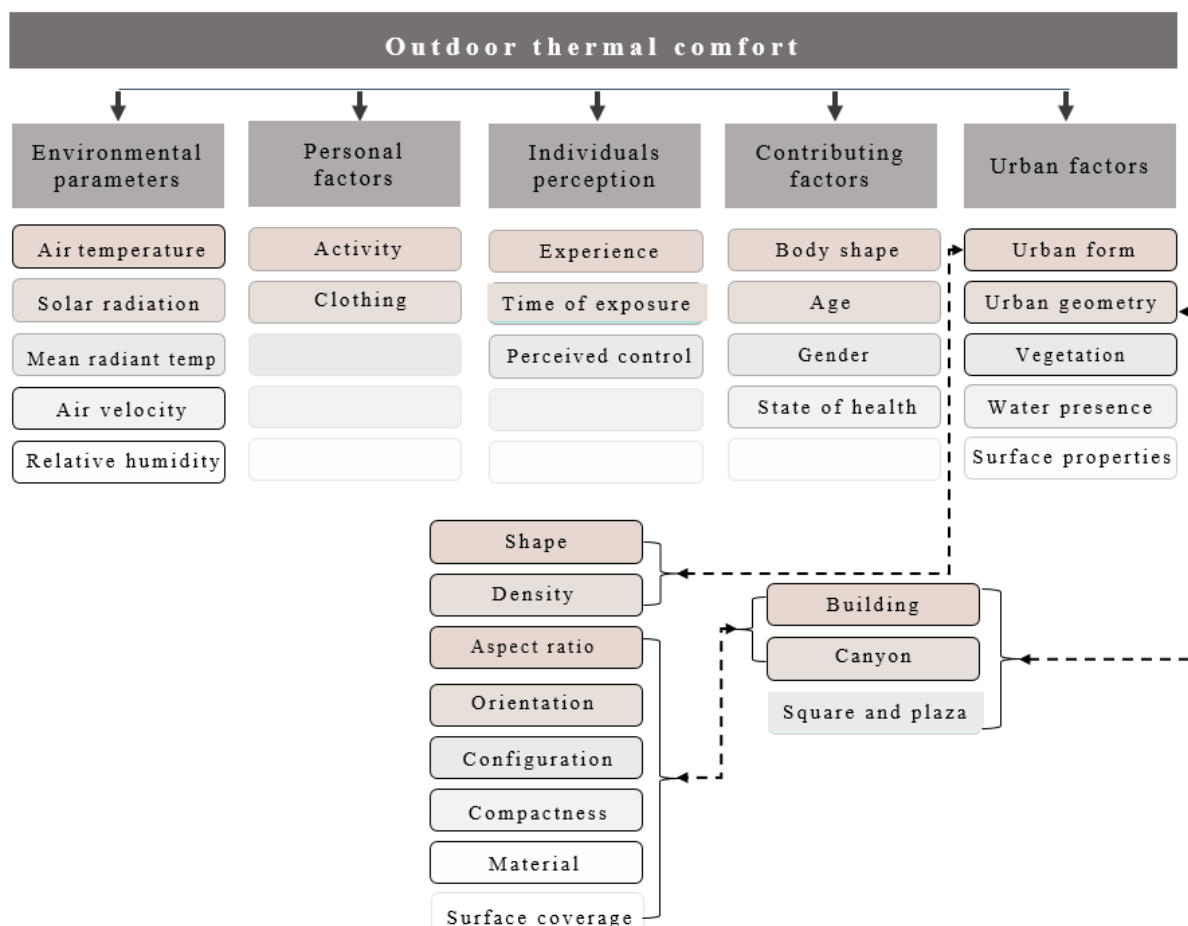 Outdoor thermal comfort
Environmental
parameters
Personal
factors
Individuals
perception
Contributing
factors
Urban factors
Air temperature
Solar radiation
Mean radiant temp
Air velocity
Relative humidity
Activity
Clothing
Experience
Time of exposure
Perceived control
Body shape
Age
Gender
State of health
Urban form
Urban geometry
Vegetation
Water presence
Surface properties
Shape
Density
Aspect ratio
Orientation
Configuration
Compactness
Material
Surface coverage
Building
Canyon
Square and plaza